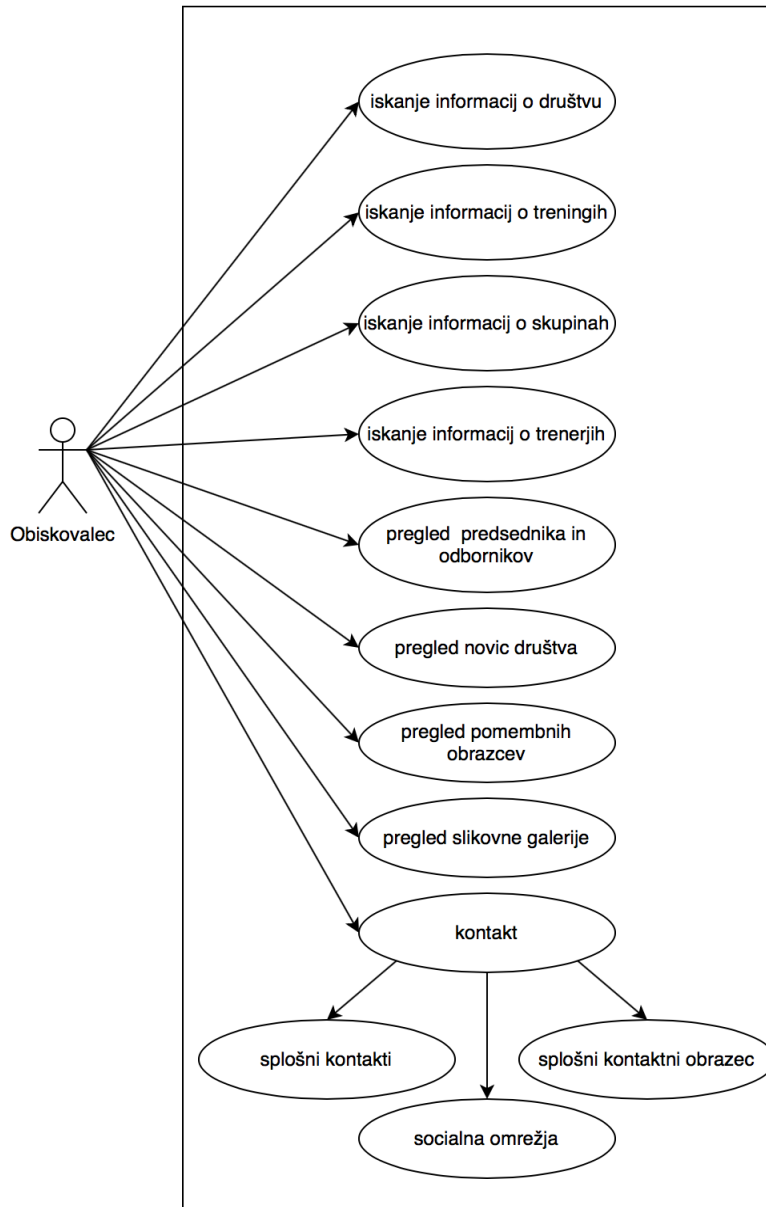 iskanje informacij o društvu
iskanje informacij o treningih
iskanje informacij o skupinah
iskanje informacij o trenerjih
Obiskovalec
pregled predsednika in
odbornikov
pregled novic društva
pregled pomembnih
obrazcev
pregled slikovne galerije
kontakt
splošni kontakti
splošni kontaktni obrazec
socialna omrežja